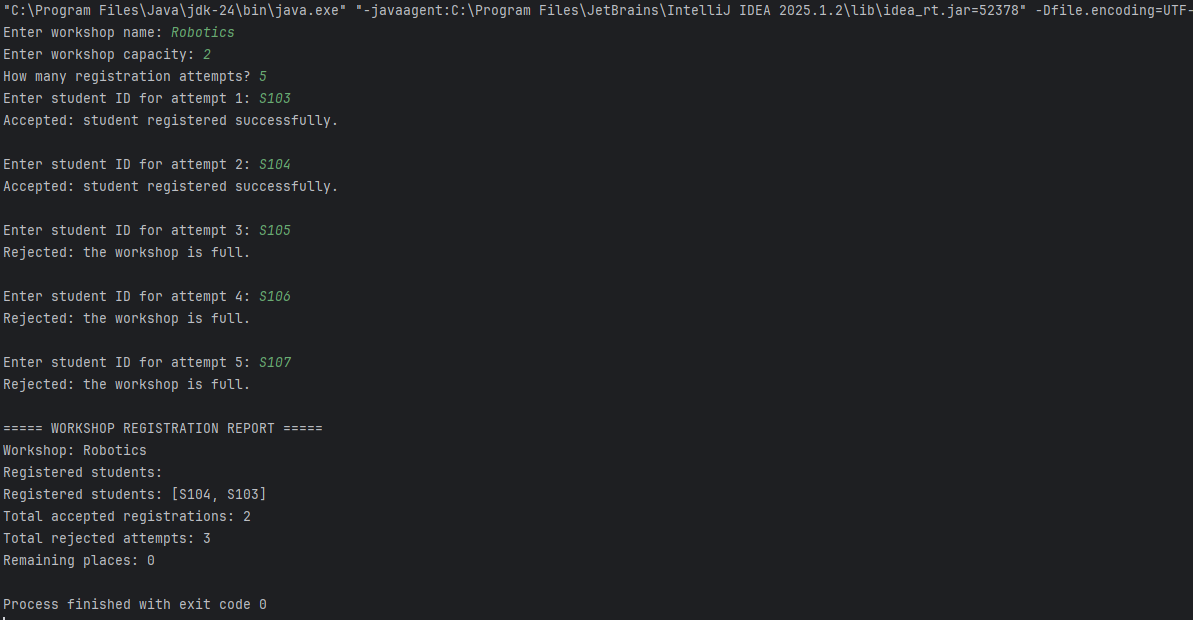 "C:\Program Files\Java\jdk-24\bin\java.exe" "-javaagent:C:\Program Files\JetBrains\IntelliJ IDEA 2025.1.2\lib\idea_rt.jar=52378" -Dfile.encoding=UTF-
Enter workshop name: Robotics
Enter workshop capacity: 2
How many registration attempts? 5
Enter student ID for attempt 1: S103
Accepted: student registered successfully.
Enter student ID for attempt 2: S104
Accepted: student registered successfully.
Enter student ID for attempt 3: S105
Rejected: the workshop is full.
Enter student ID for attempt 4: S106
Rejected: the workshop is full.
Enter student ID for attempt 5: S107
Rejected: the workshop is full.
===== WORKSHOP REGISTRATION REPORT =====
Workshop: Robotics
Registered students:
Registered students: [S104, S103]
Total accepted registrations: 2
Total rejected attempts: 3
Remaining places: 0
Process finished with exit code 0